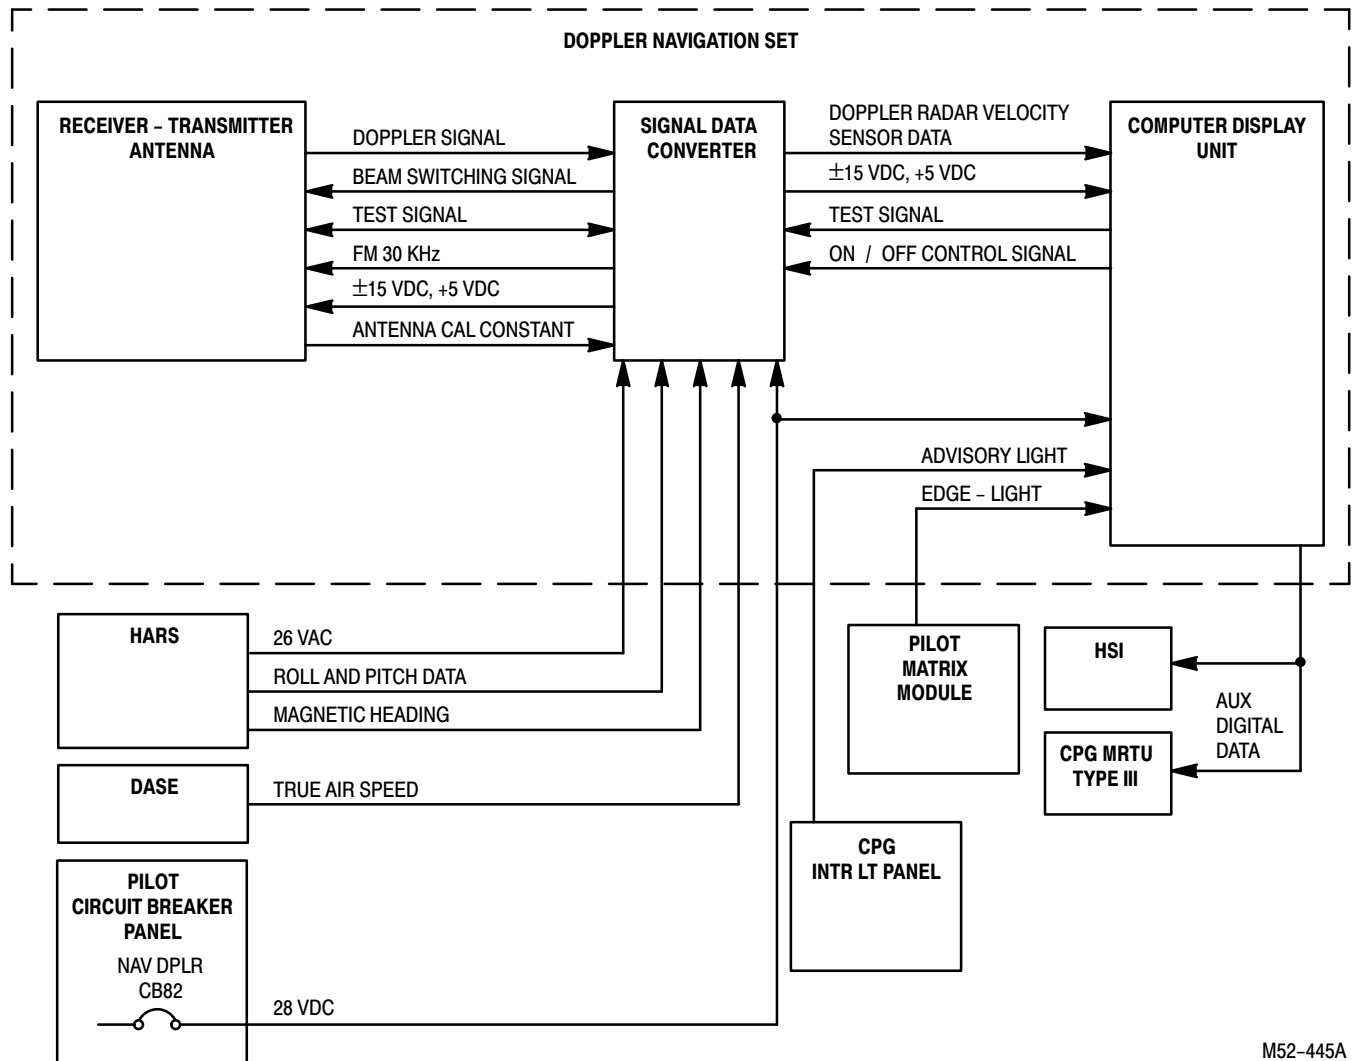 DOPPLER NAVIGATION SET
RECEIVER – TRANSMITTER
ANTENNA
DOPPLER SIGNAL
BEAM SWITCHING SIGNAL
TEST SIGNAL
FM 30 KHz
±15 VDC, +5 VDC
ANTENNA CAL CONSTANT
SIGNAL DATA
CONVERTER
DOPPLER RADAR VELOCITY
SENSOR DATA
±15 VDC, +5 VDC
TEST SIGNAL
ON / OFF CONTROL SIGNAL
COMPUTER DISPLAY
UNIT
ADVISORY LIGHT
EDGE – LIGHT
HARS
26 VAC
ROLL AND PITCH DATA
MAGNETIC HEADING
DASE
TRUE AIR SPEED
PILOT
CIRCUIT BREAKER
PANEL
NAV DPLR
CB82
28 VDC
PILOT
MATRIX
MODULE
CPG
INTR LT PANEL
HSI
AUX
DIGITAL
DATA
CPG MRTU
TYPE III
M52–445A